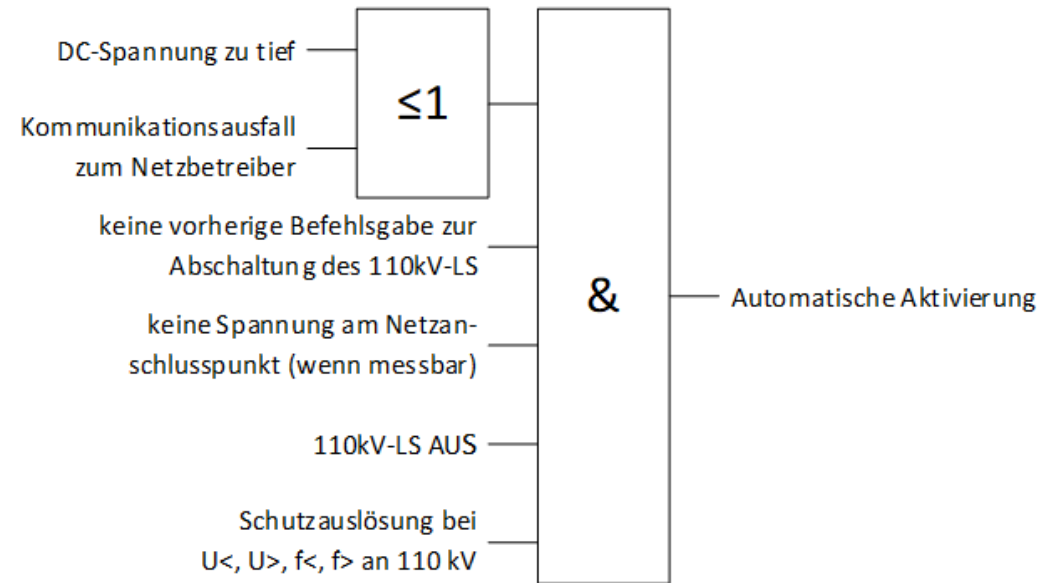 DC-Spannung zu tief
≤1
Kommunikationsausfall
zum Netzbetreiber
keine vorherige Befehlsgabe zur
Abschaltung des 110kV-LS
&
Automatische Aktivierung
keine Spannung am Netzan-
schlusspunkt (wenn messbar)
110kV-LS AUS
Schutzauslösung bei
U<, U>, f<, f> an 110 kV